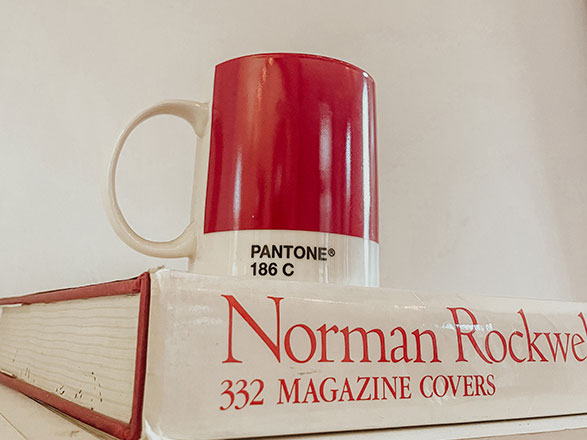 PANTONE®
186 C
Norman Rockwel
332 MAGAZINE COVERS